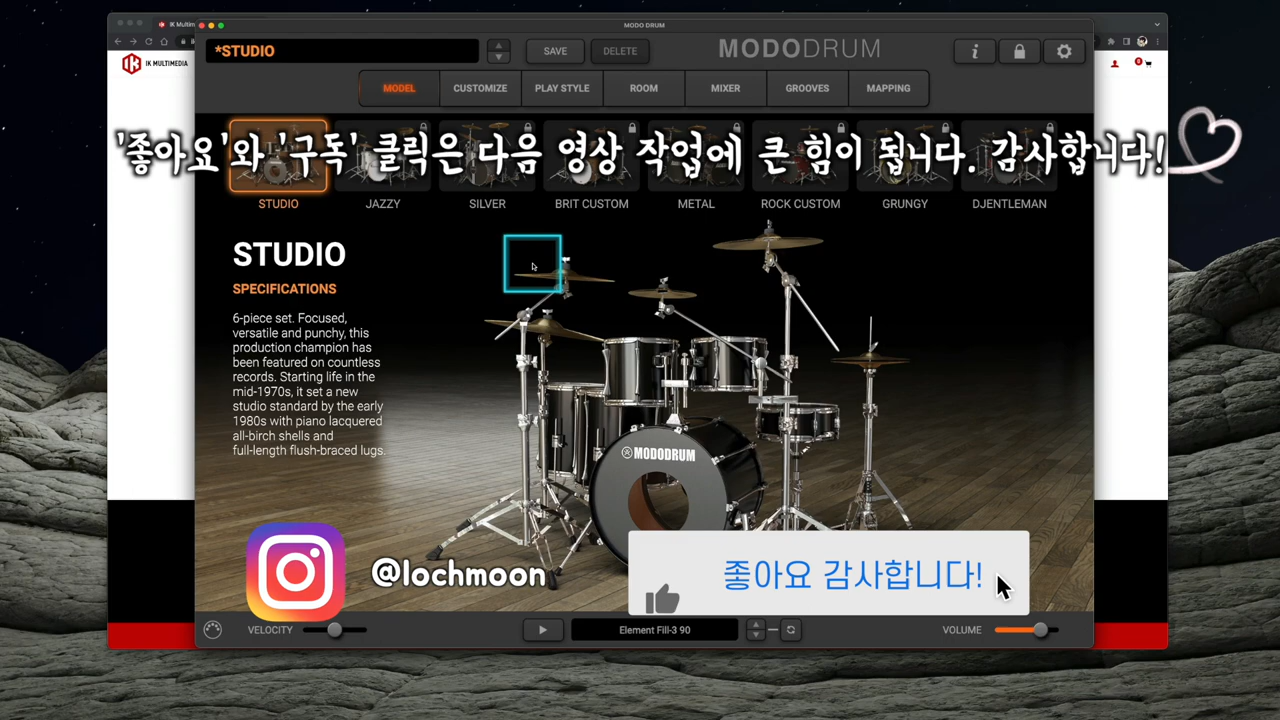 MODO DRUM
IK Multim
IK MULTIMEDIA
*STUDIO
SAVE
DELETE
MODODRUM
MODEL
CUSTOMIZE
PLAY STYLE
ROOM
MIXER
GROOVES
MAPPING
'좋아요'와 '구독' 클릭은 다음 영상 작업에 큰 힘이 됩니다. 감사합니다!
STUDIO
JAZZY
SILVER
BRIT CUSTOM
METAL
ROCK CUSTOM
GRUNGY
DJENTLEMAN
STUDIO
SPECIFICATIONS
6-piece set. Focused,
versatile and punchy, this
production champion has
been featured on countless
records. Starting life in the
mid-1970s, it set a new
studio standard by the early
1980s with piano lacquered
all-birch shells and
full-length flush-braced lugs.
MODODRUM
@lochmoon
좋아요 감사합니다!
VELOCITY
Element Fill-3 90
VOLUME